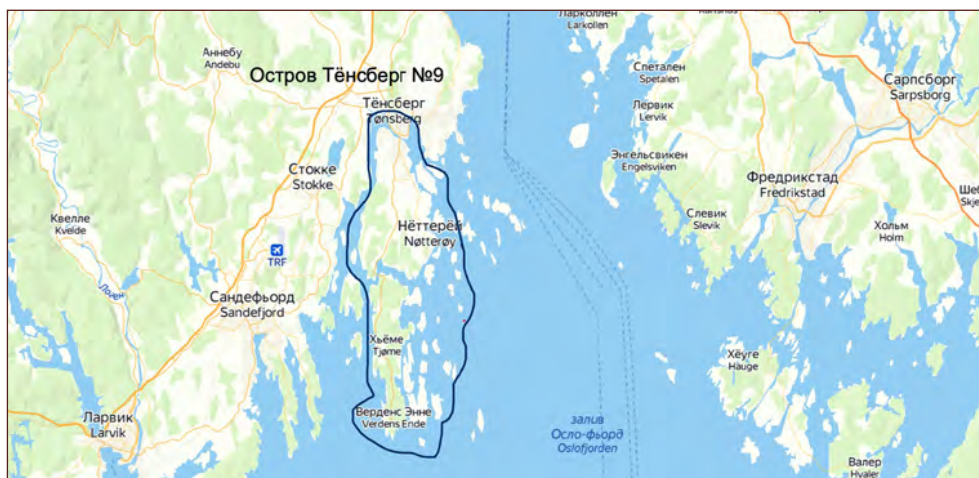 Ларколлен
Larkollen
Аннебу
Andebu
Спетален
Spetalen
Остров Тёнсберг №9
Сарпсборг
Sarpsborg
Тёнсберг
Tønsberg
Лервик
Lervik
Энгельсвикен
Engelsviken
Стокке
Stokke
Фредрикстад
Fredrikstad
Квелле
Kvelde
Нёттерёй
Nøtterøy
Слевик
Slevik
Хольм
Holm
TRF
Логен
Сандефьорд
Sandefjord
Хьёме
Tjøme
Хёуге
Hauge
Верденс Энне
Verdens Ende
Ларвик
Larvik
залив
Осло-фьорд
Oslofjorden
Валер
Hvaler